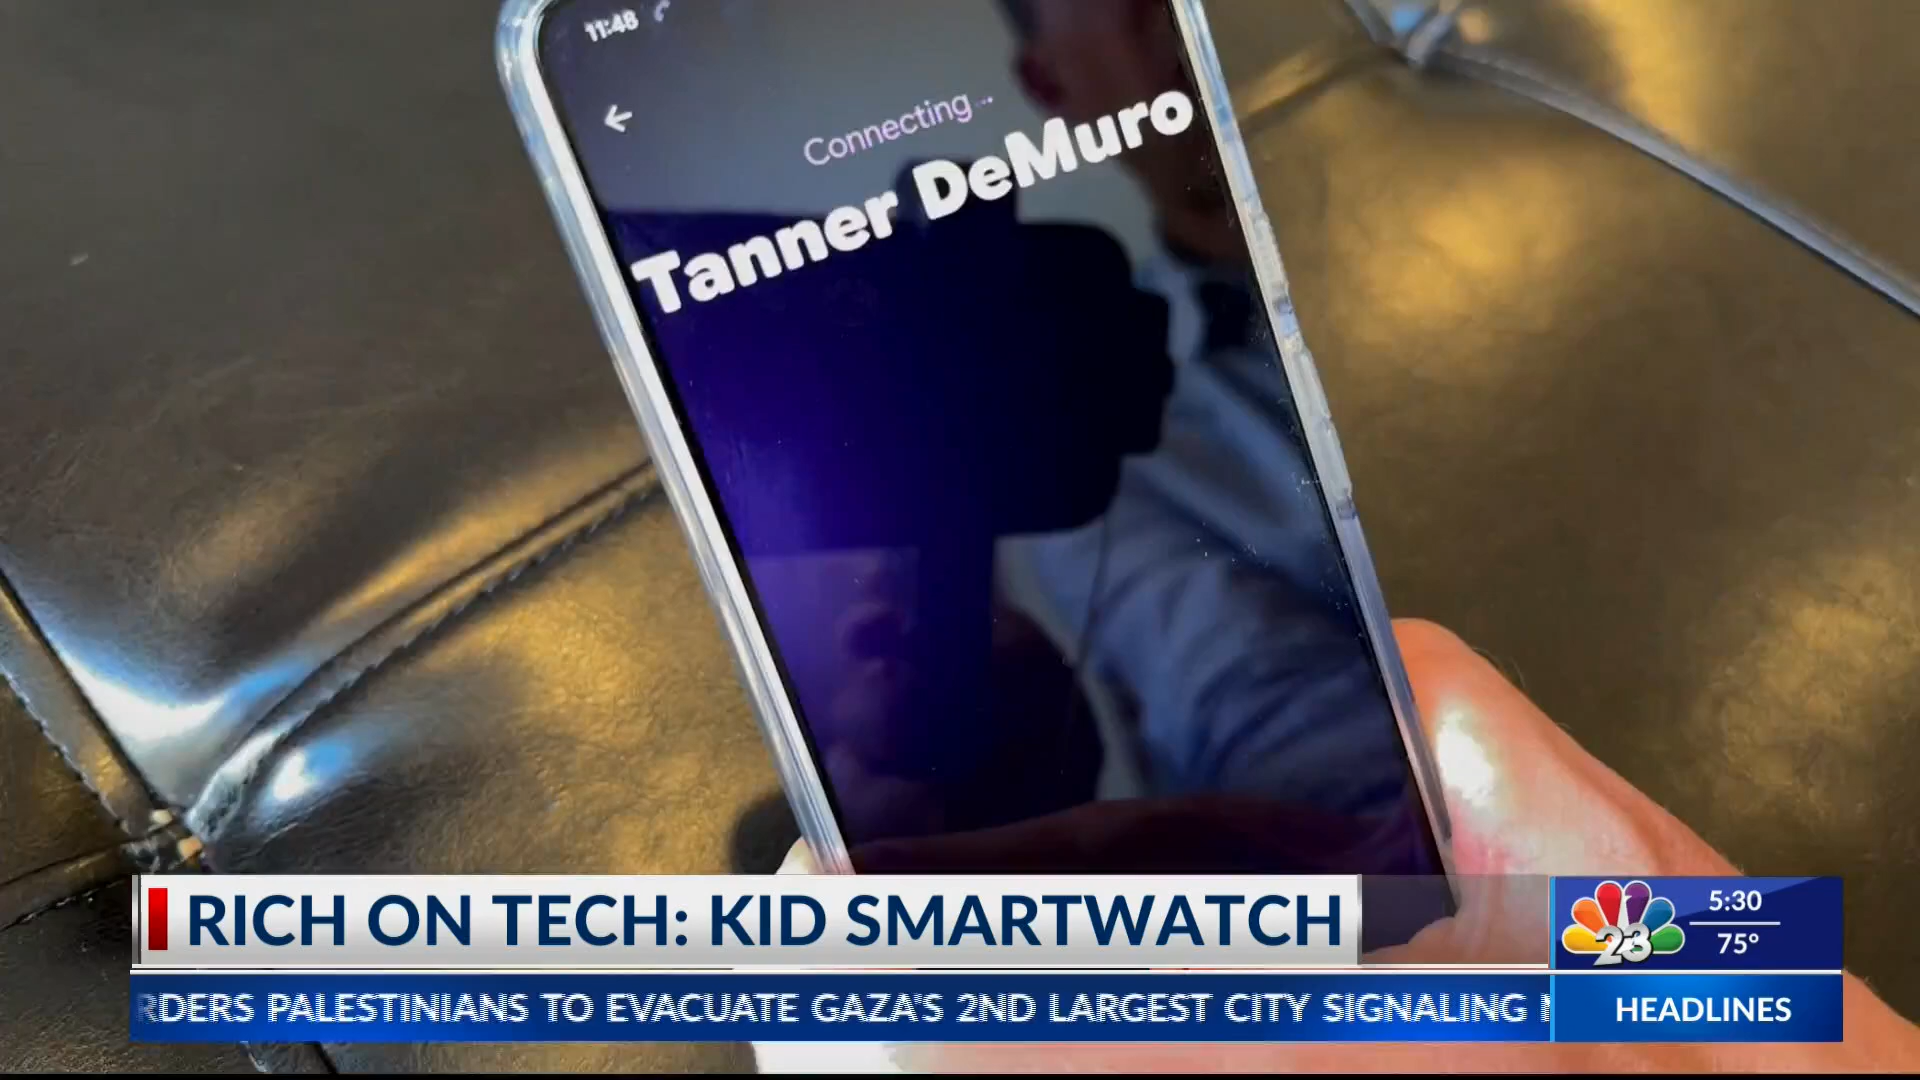 11:48
Connecting...
Tanner DeMuro
RICH ON TECH: KID SMARTWATCH
23
5:30
75°
RDERS PALESTINIANS TO EVACUATE GAZA'S 2ND LARGEST CITY SIGNALING
HEADLINES